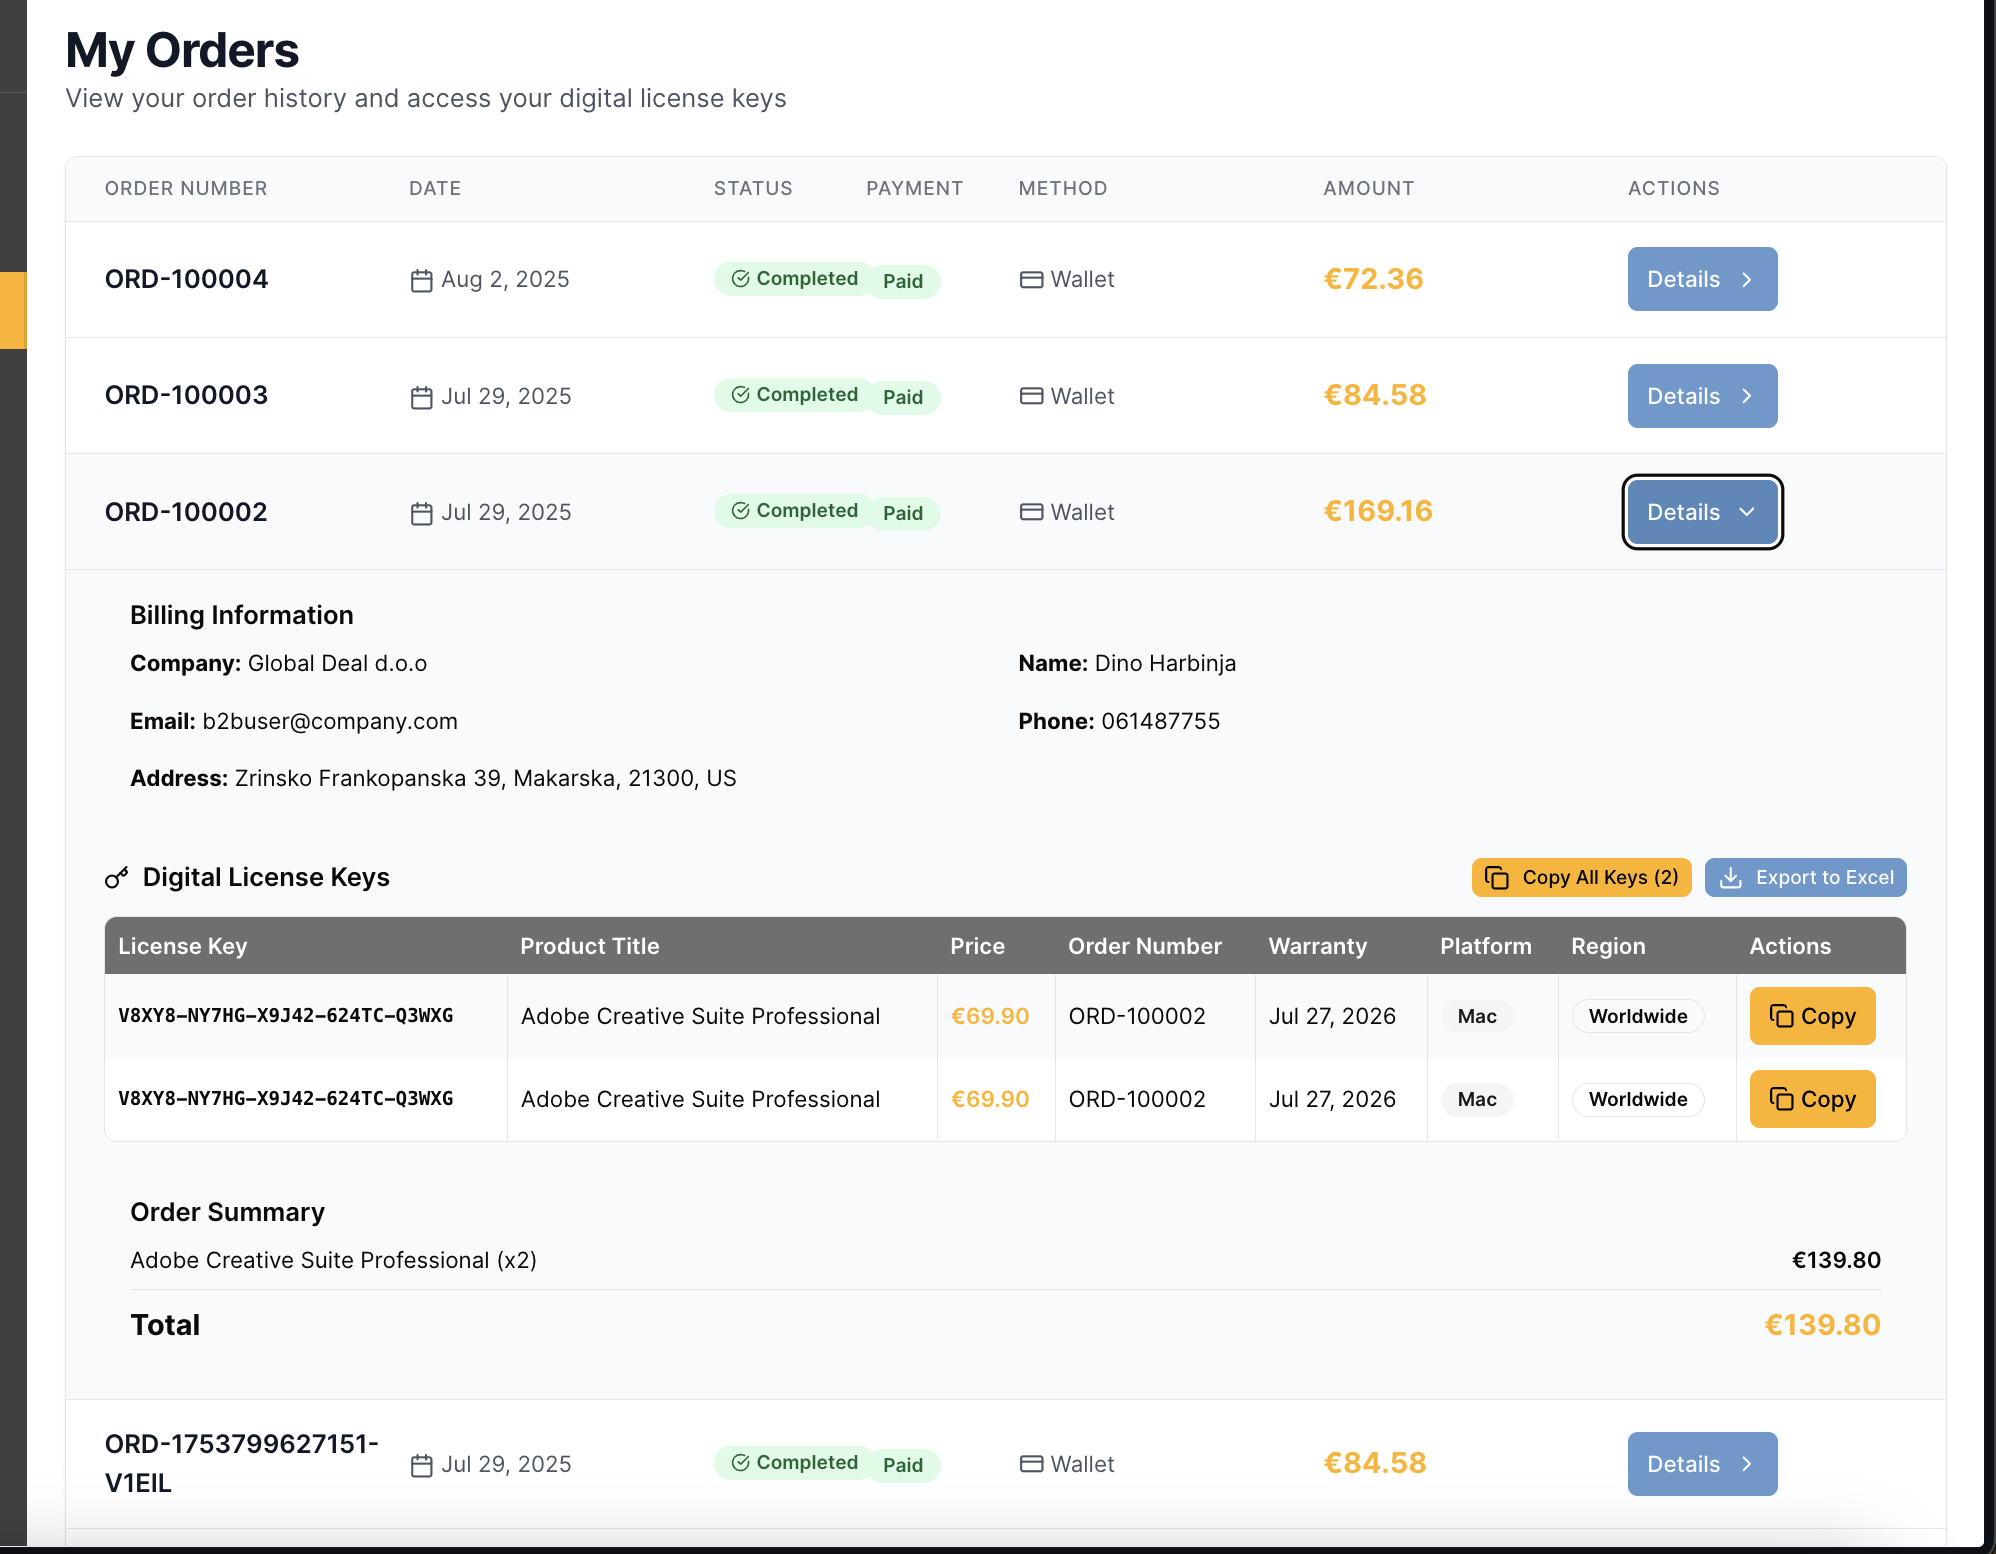 My Orders
View your order history and access your digital license keys
ORDER NUMBER DATE STATUS PAYMENT METHOD AMOUNT ACTIONS
ORD-100004 Aug 2, 2025 Completed Paid Wallet €72.36 Details
ORD-100003 Jul 29, 2025 Completed Paid Wallet €84.58 Details
ORD-100002 Jul 29, 2025 Completed Paid Wallet €169.16 Details
Billing Information
Company: Global Deal d.o.o Name: Dino Harbinja
Email: b2buser@company.com Phone: 061487755
Address: Zrinsko Frankopanska 39, Makarska, 21300, US
Digital License Keys Copy All Keys (2) Export to Excel
License Key Product Title Price Order Number Warranty Platform Region Actions
V8XY8-NY7HG-X9J42-624TC-Q3WXG Adobe Creative Suite Professional €69.90 ORD-100002 Jul 27, 2026 Mac Worldwide Copy
V8XY8-NY7HG-X9J42-624TC-Q3WXG Adobe Creative Suite Professional €69.90 ORD-100002 Jul 27, 2026 Mac Worldwide Copy
Order Summary
Adobe Creative Suite Professional (x2) €139.80
Total €139.80
ORD-1753799627151-
V1EIL Jul 29, 2025 Completed Paid Wallet €84.58 Details